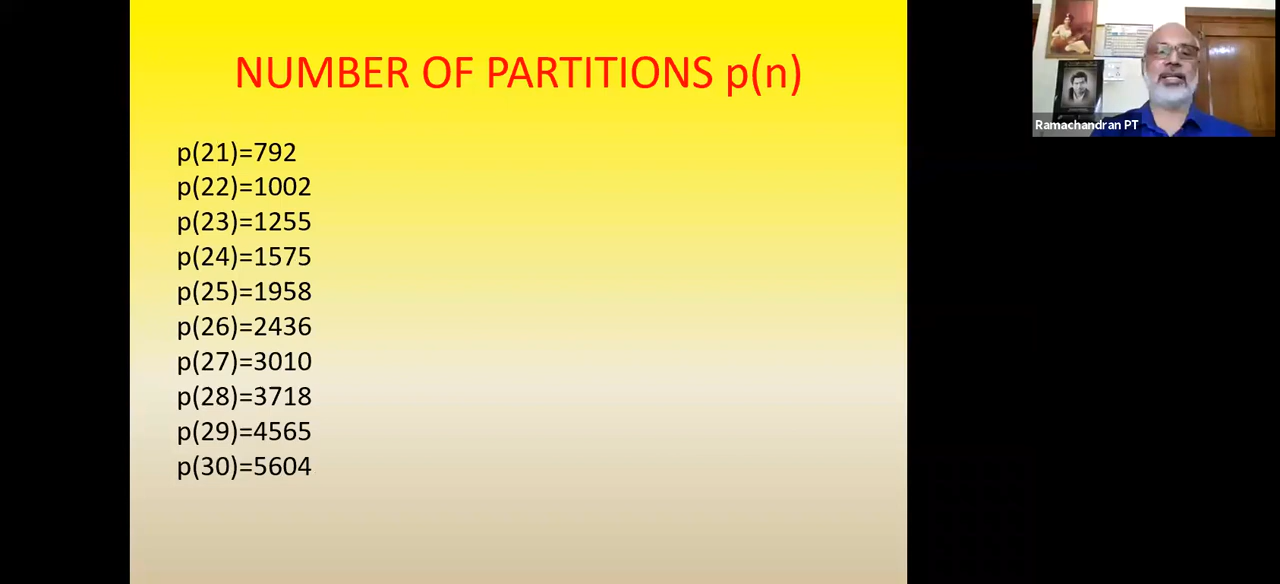 NUMBER OF PARTITIONS p(n)
p(21)=792
p(22)=1002
p(23)=1255
p(24)=1575
p(25)=1958
p(26)=2436
p(27)=3010
p(28)=3718
p(29)=4565
p(30)=5604
Ramachandran PT